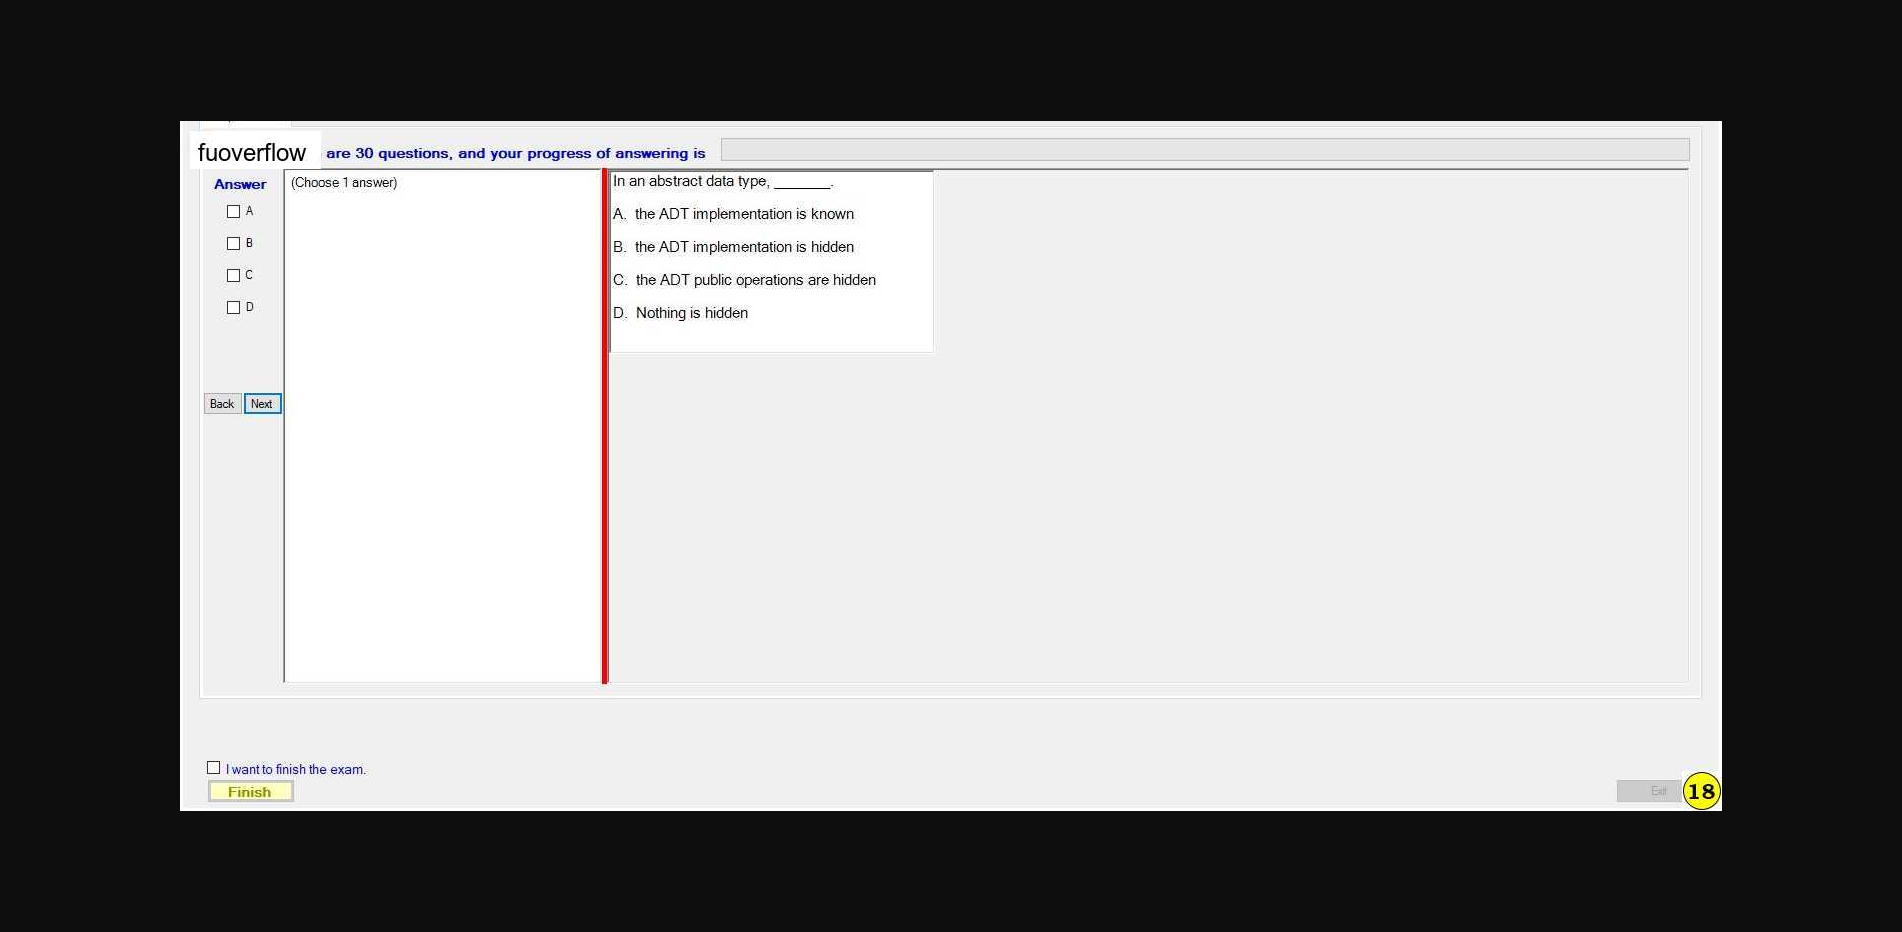 fuoverflow are 30 questions, and your progress of answering is
Answer
A
B
C
D
Back Next
(Choose 1 answer)
In an abstract data type, _______.
A. the ADT implementation is known
B. the ADT implementation is hidden
C. the ADT public operations are hidden
D. Nothing is hidden
I want to finish the exam.
Finish
Exit
18